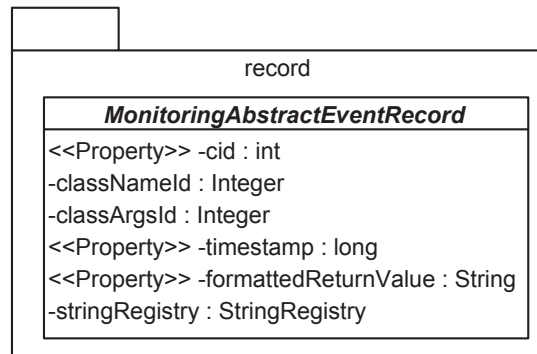 record
MonitoringAbstractEventRecord
<<Property>> -cid : int
-classNameId : Integer
-classArgsId : Integer
<<Property>> -timestamp : long
<<Property>> -formattedReturnValue : String
-stringRegistry : StringRegistry